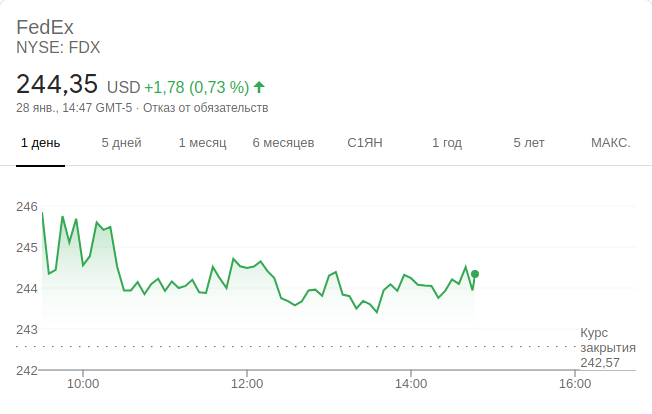 FedEx
NYSE: FDX
244,35 USD +1,78 (0,73 %)
28 янв., 14:47 GMT-5 · Отказ от обязательств
1 день 5 дней 1 месяц 6 месяцев С1ЯН 1 год 5 лет МАКС.
246
245
244
243
Курс
закрытия
242,57
242
10:00 12:00 14:00 16:00